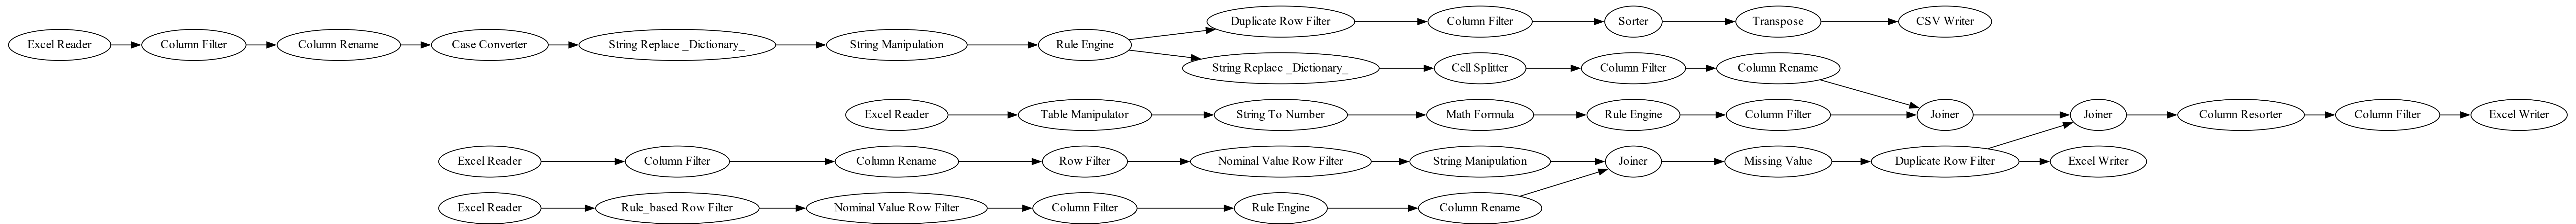 Duplicate Row Filter
Column Filter
Sorter
Transpose
CSV Writer
Excel Reader
Column Filter
Column Rename
Case Converter
String Replace _Dictionary_
String Manipulation
Rule Engine
String Replace _Dictionary_
Cell Splitter
Column Filter
Column Rename
Excel Reader
Table Manipulator
String To Number
Math Formula
Rule Engine
Column Filter
Joiner
Joiner
Column Resorter
Column Filter
Excel Writer
Excel Reader
Column Filter
Column Rename
Row Filter
Nominal Value Row Filter
String Manipulation
Joiner
Missing Value
Duplicate Row Filter
Excel Writer
Excel Reader
Rule_based Row Filter
Nominal Value Row Filter
Column Filter
Rule Engine
Column Rename